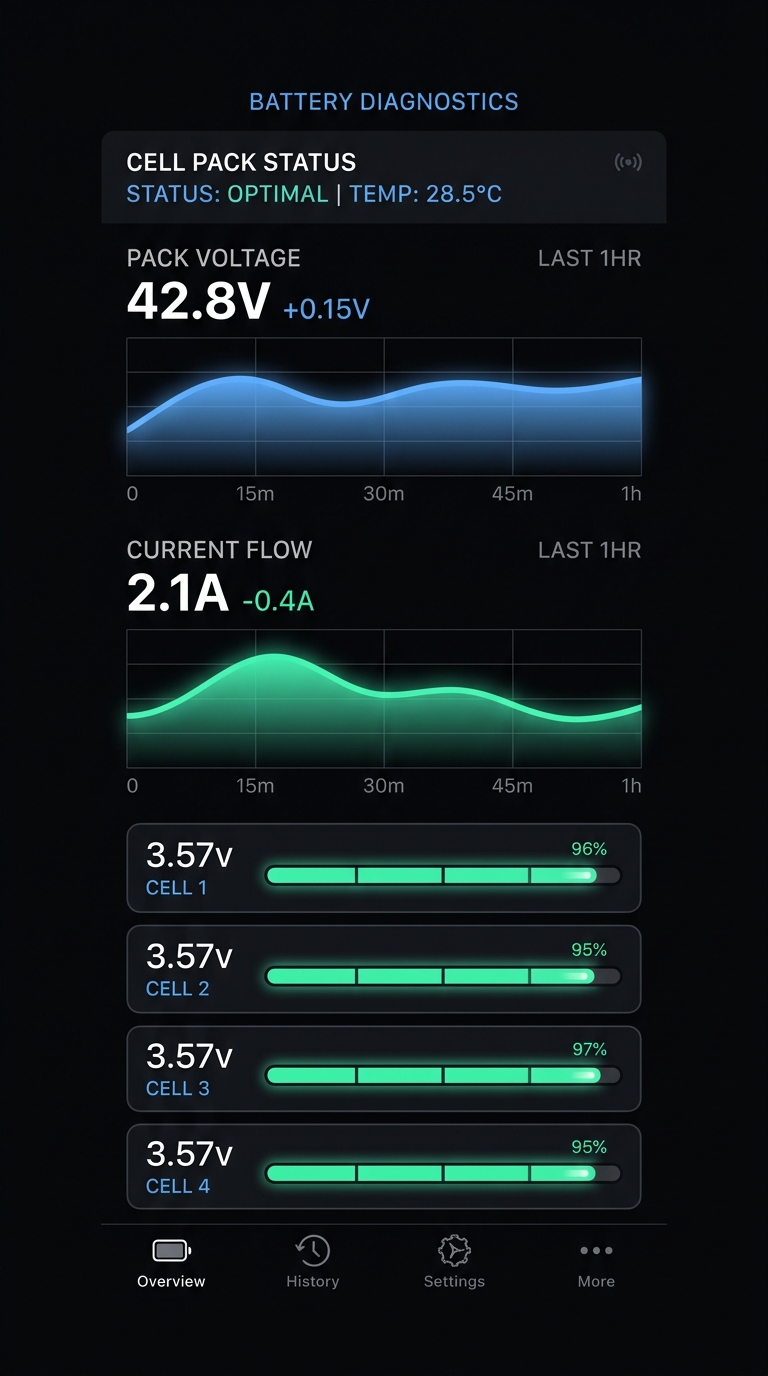 BATTERY DIAGNOSTICS
CELL PACK STATUS
STATUS: OPTIMAL | TEMP: 28.5°C
PACK VOLTAGE LAST 1HR
42.8V +0.15V
0 15m 30m 45m 1h
CURRENT FLOW LAST 1HR
2.1A -0.4A
0 15m 30m 45m 1h
3.57v 96%
CELL 1
3.57v 95%
CELL 2
3.57v 97%
CELL 3
3.57v 95%
CELL 4
Overview History Settings More